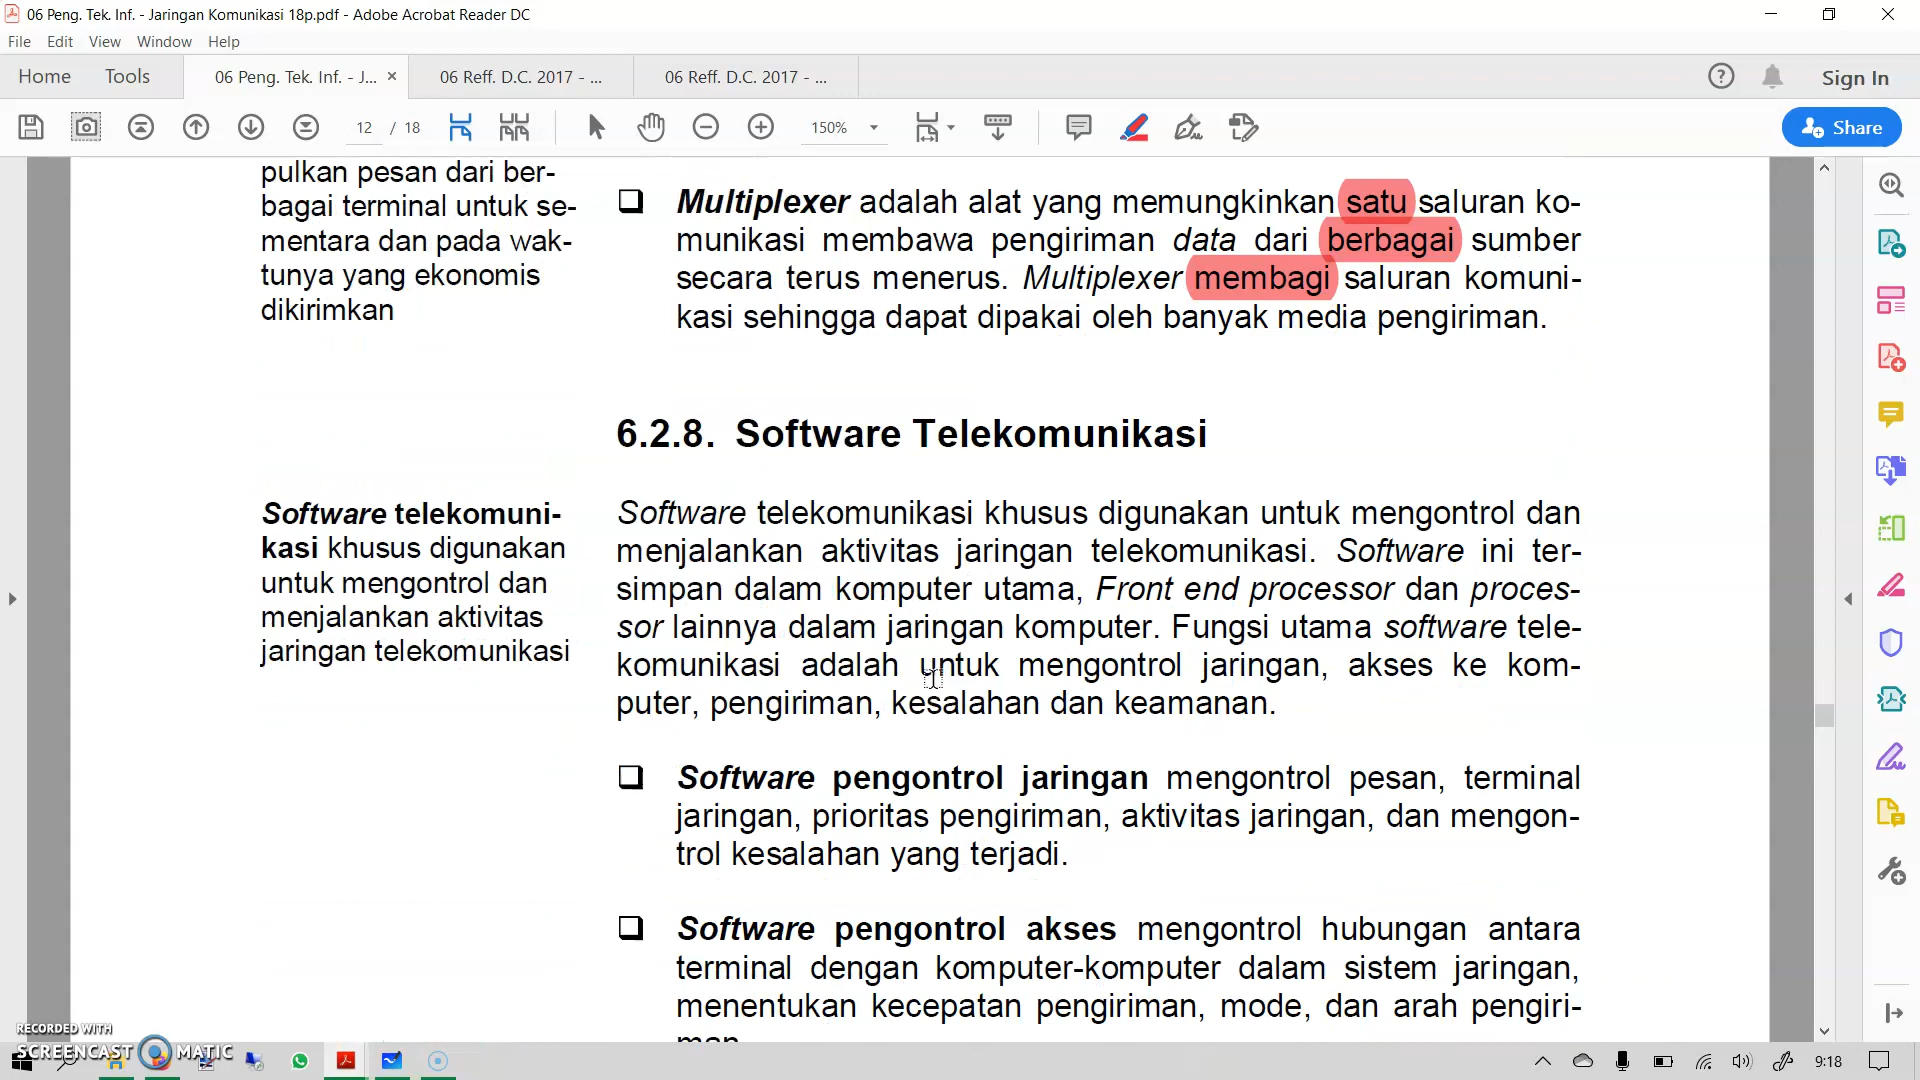 06 Peng. Tek. Inf. - Jaringan Komunikasi 18p.pdf - Adobe Acrobat Reader DC
File Edit View Window Help
Home Tools 06 Peng. Tek. Inf. - J... 06 Reff. D.C. 2017 - ... 06 Reff. D.C. 2017 - ... Sign In
12 / 18 150% Share
pulkan pesan dari ber-
bagai terminal untuk se-
mentara dan pada wak-
tunya yang ekonomis
dikirimkan
Multiplexer adalah alat yang memungkinkan satu saluran ko-
munikasi membawa pengiriman data dari berbagai sumber
secara terus menerus. Multiplexer membagi saluran komuni-
kasi sehingga dapat dipakai oleh banyak media pengiriman.
6.2.8. Software Telekomunikasi
Software telekomuni-
kasi khusus digunakan
untuk mengontrol dan
menjalankan aktivitas
jaringan telekomunikasi
Software telekomunikasi khusus digunakan untuk mengontrol dan
menjalankan aktivitas jaringan telekomunikasi. Software ini ter-
simpan dalam komputer utama, Front end processor dan proces-
sor lainnya dalam jaringan komputer. Fungsi utama software tele-
komunikasi adalah untuk mengontrol jaringan, akses ke kom-
puter, pengiriman, kesalahan dan keamanan.
Software pengontrol jaringan mengontrol pesan, terminal
jaringan, prioritas pengiriman, aktivitas jaringan, dan mengon-
trol kesalahan yang terjadi.
Software pengontrol akses mengontrol hubungan antara
terminal dengan komputer-komputer dalam sistem jaringan,
menentukan kecepatan pengiriman, mode, dan arah pengiri-
man.
RECORDED WITH
SCREENCAST MATIC
9:18